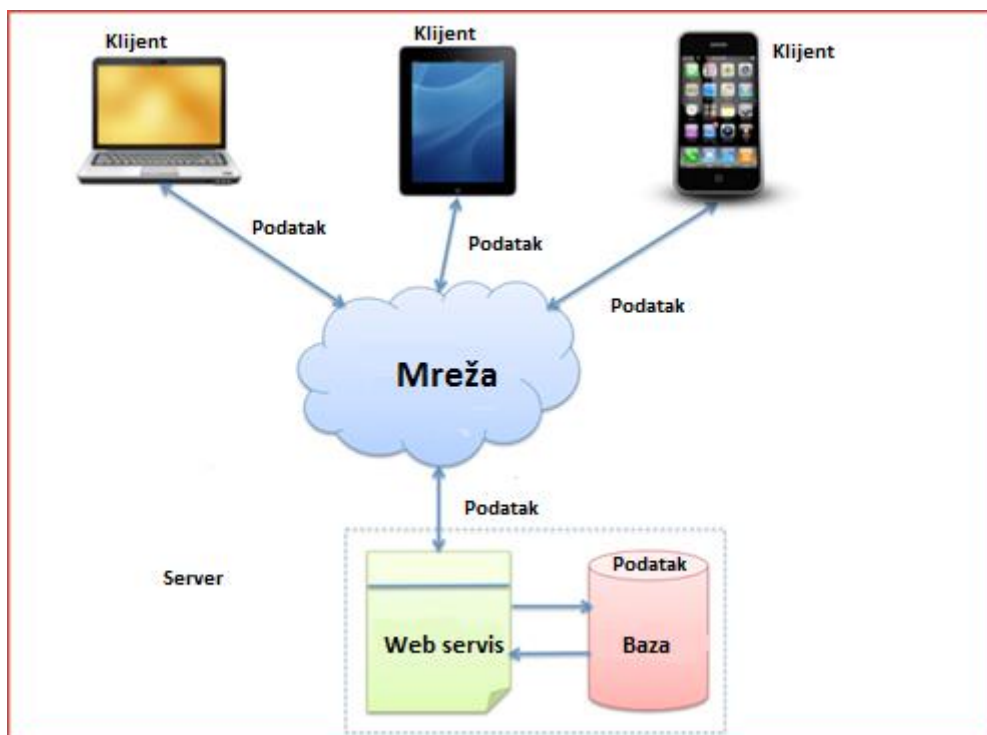 Klijent
Klijent
Klijent
Podatak
Podatak
Podatak
Mreža
Podatak
Server
Podatak
Web servis
Baza